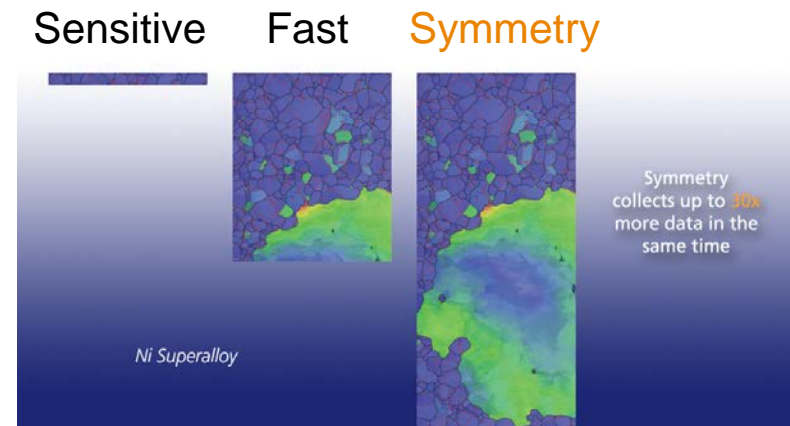 Sensitive Fast Symmetry
Symmetry
collects up to 30x
more data in the
same time
Ni Superalloy